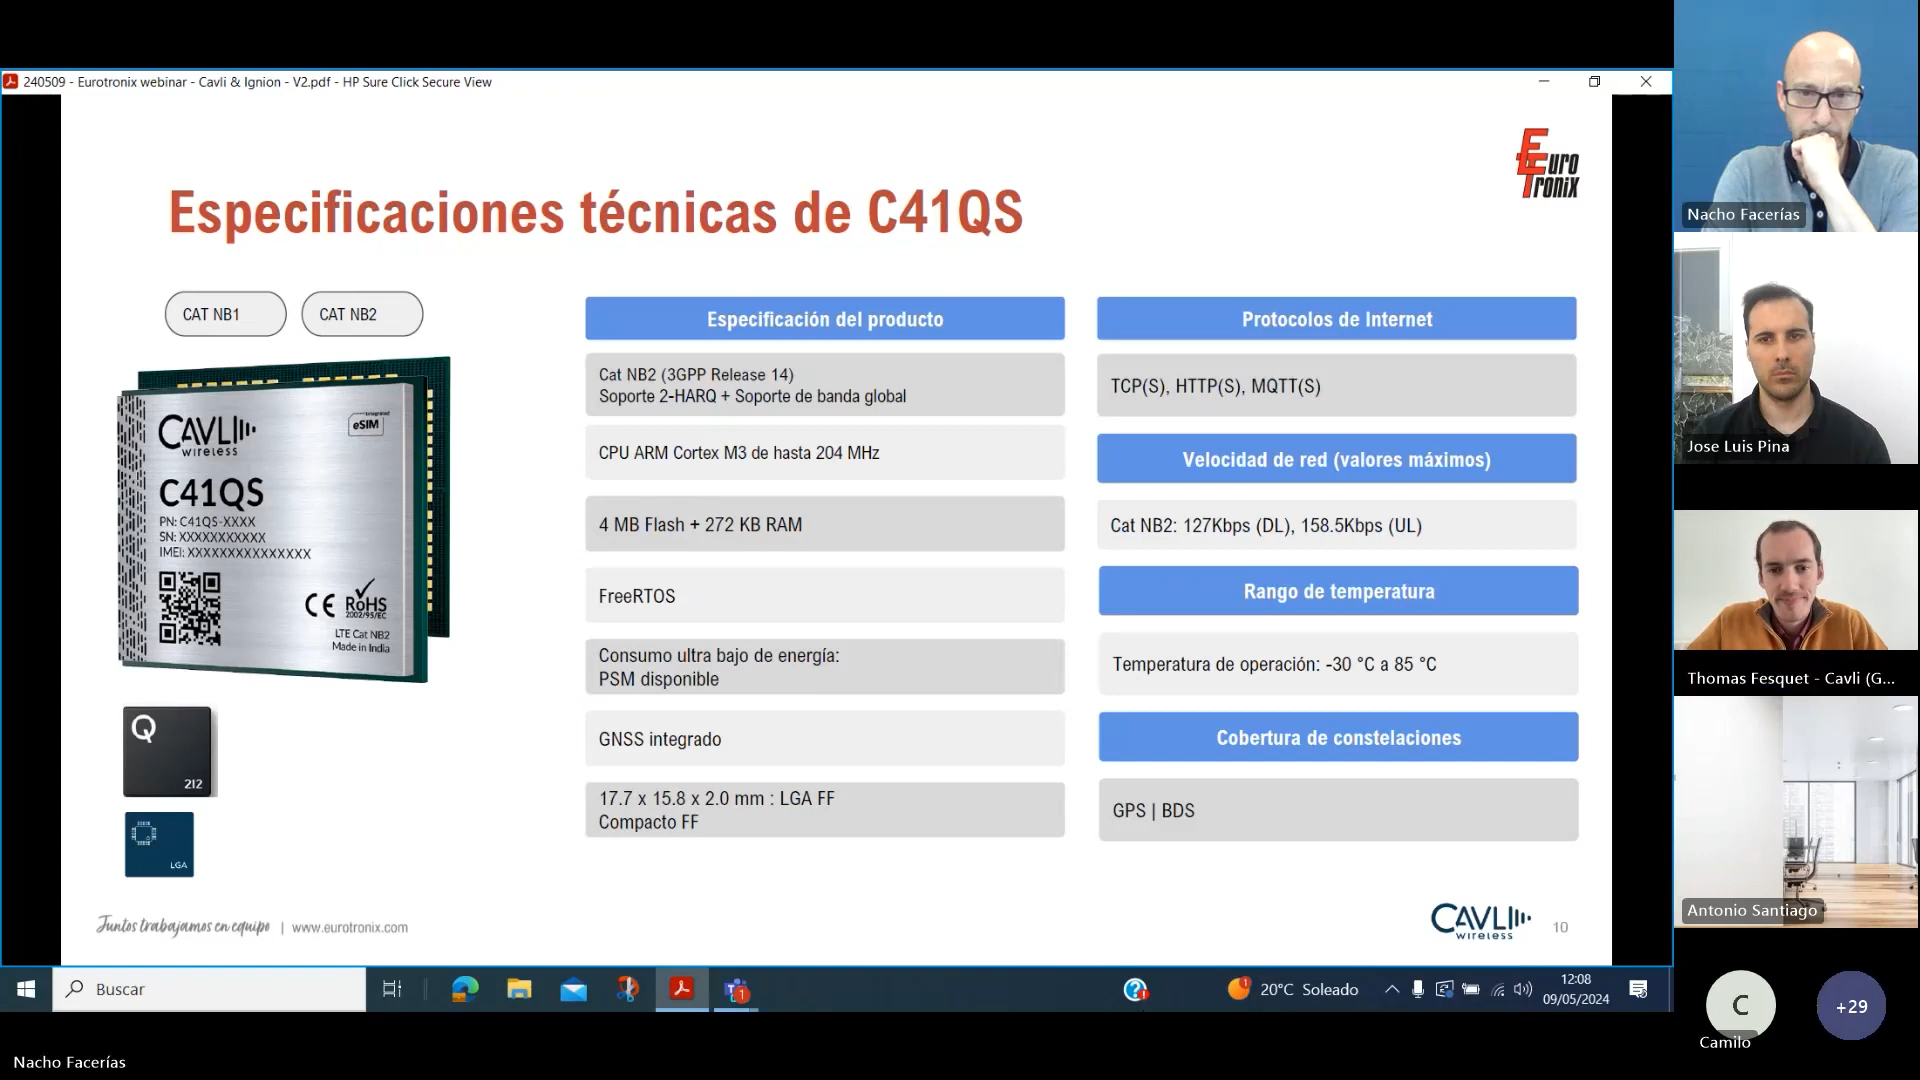 240509 - Eurotronix webinar - Cavli & Ignion - V2.pdf - HP Sure Click Secure View
Euro
Tronix
Especificaciones técnicas de C41QS
CAT NB1
CAT NB2
CAVLI
wireless
Integrated
eSIM
C41QS
PN: C41QS-XXXX
SN: XXXXXXXXXXX
IMEI: XXXXXXXXXXXXXXX
CE
RoHS
2002/95/EC
LTE Cat NB2
Made in India
Q
212
LGA
Especificación del producto
Cat NB2 (3GPP Release 14)
Soporte 2-HARQ + Soporte de banda global
CPU ARM Cortex M3 de hasta 204 MHz
4 MB Flash + 272 KB RAM
FreeRTOS
Consumo ultra bajo de energía:
PSM disponible
GNSS integrado
17.7 x 15.8 x 2.0 mm : LGA FF
Compacto FF
Protocolos de Internet
TCP(S), HTTP(S), MQTT(S)
Velocidad de red (valores máximos)
Cat NB2: 127Kbps (DL), 158.5Kbps (UL)
Rango de temperatura
Temperatura de operación: -30 °C a 85 °C
Cobertura de constelaciones
GPS | BDS
Juntos trabajamos en equipo | www.eurotronix.com
CAVLI
wireless
10
Buscar
20°C Soleado
12:08
09/05/2024
Nacho Facerías
Nacho Facerías
Jose Luis Pina
Thomas Fesquet - Cavli (G...
Antonio Santiago
C
Camilo
+29